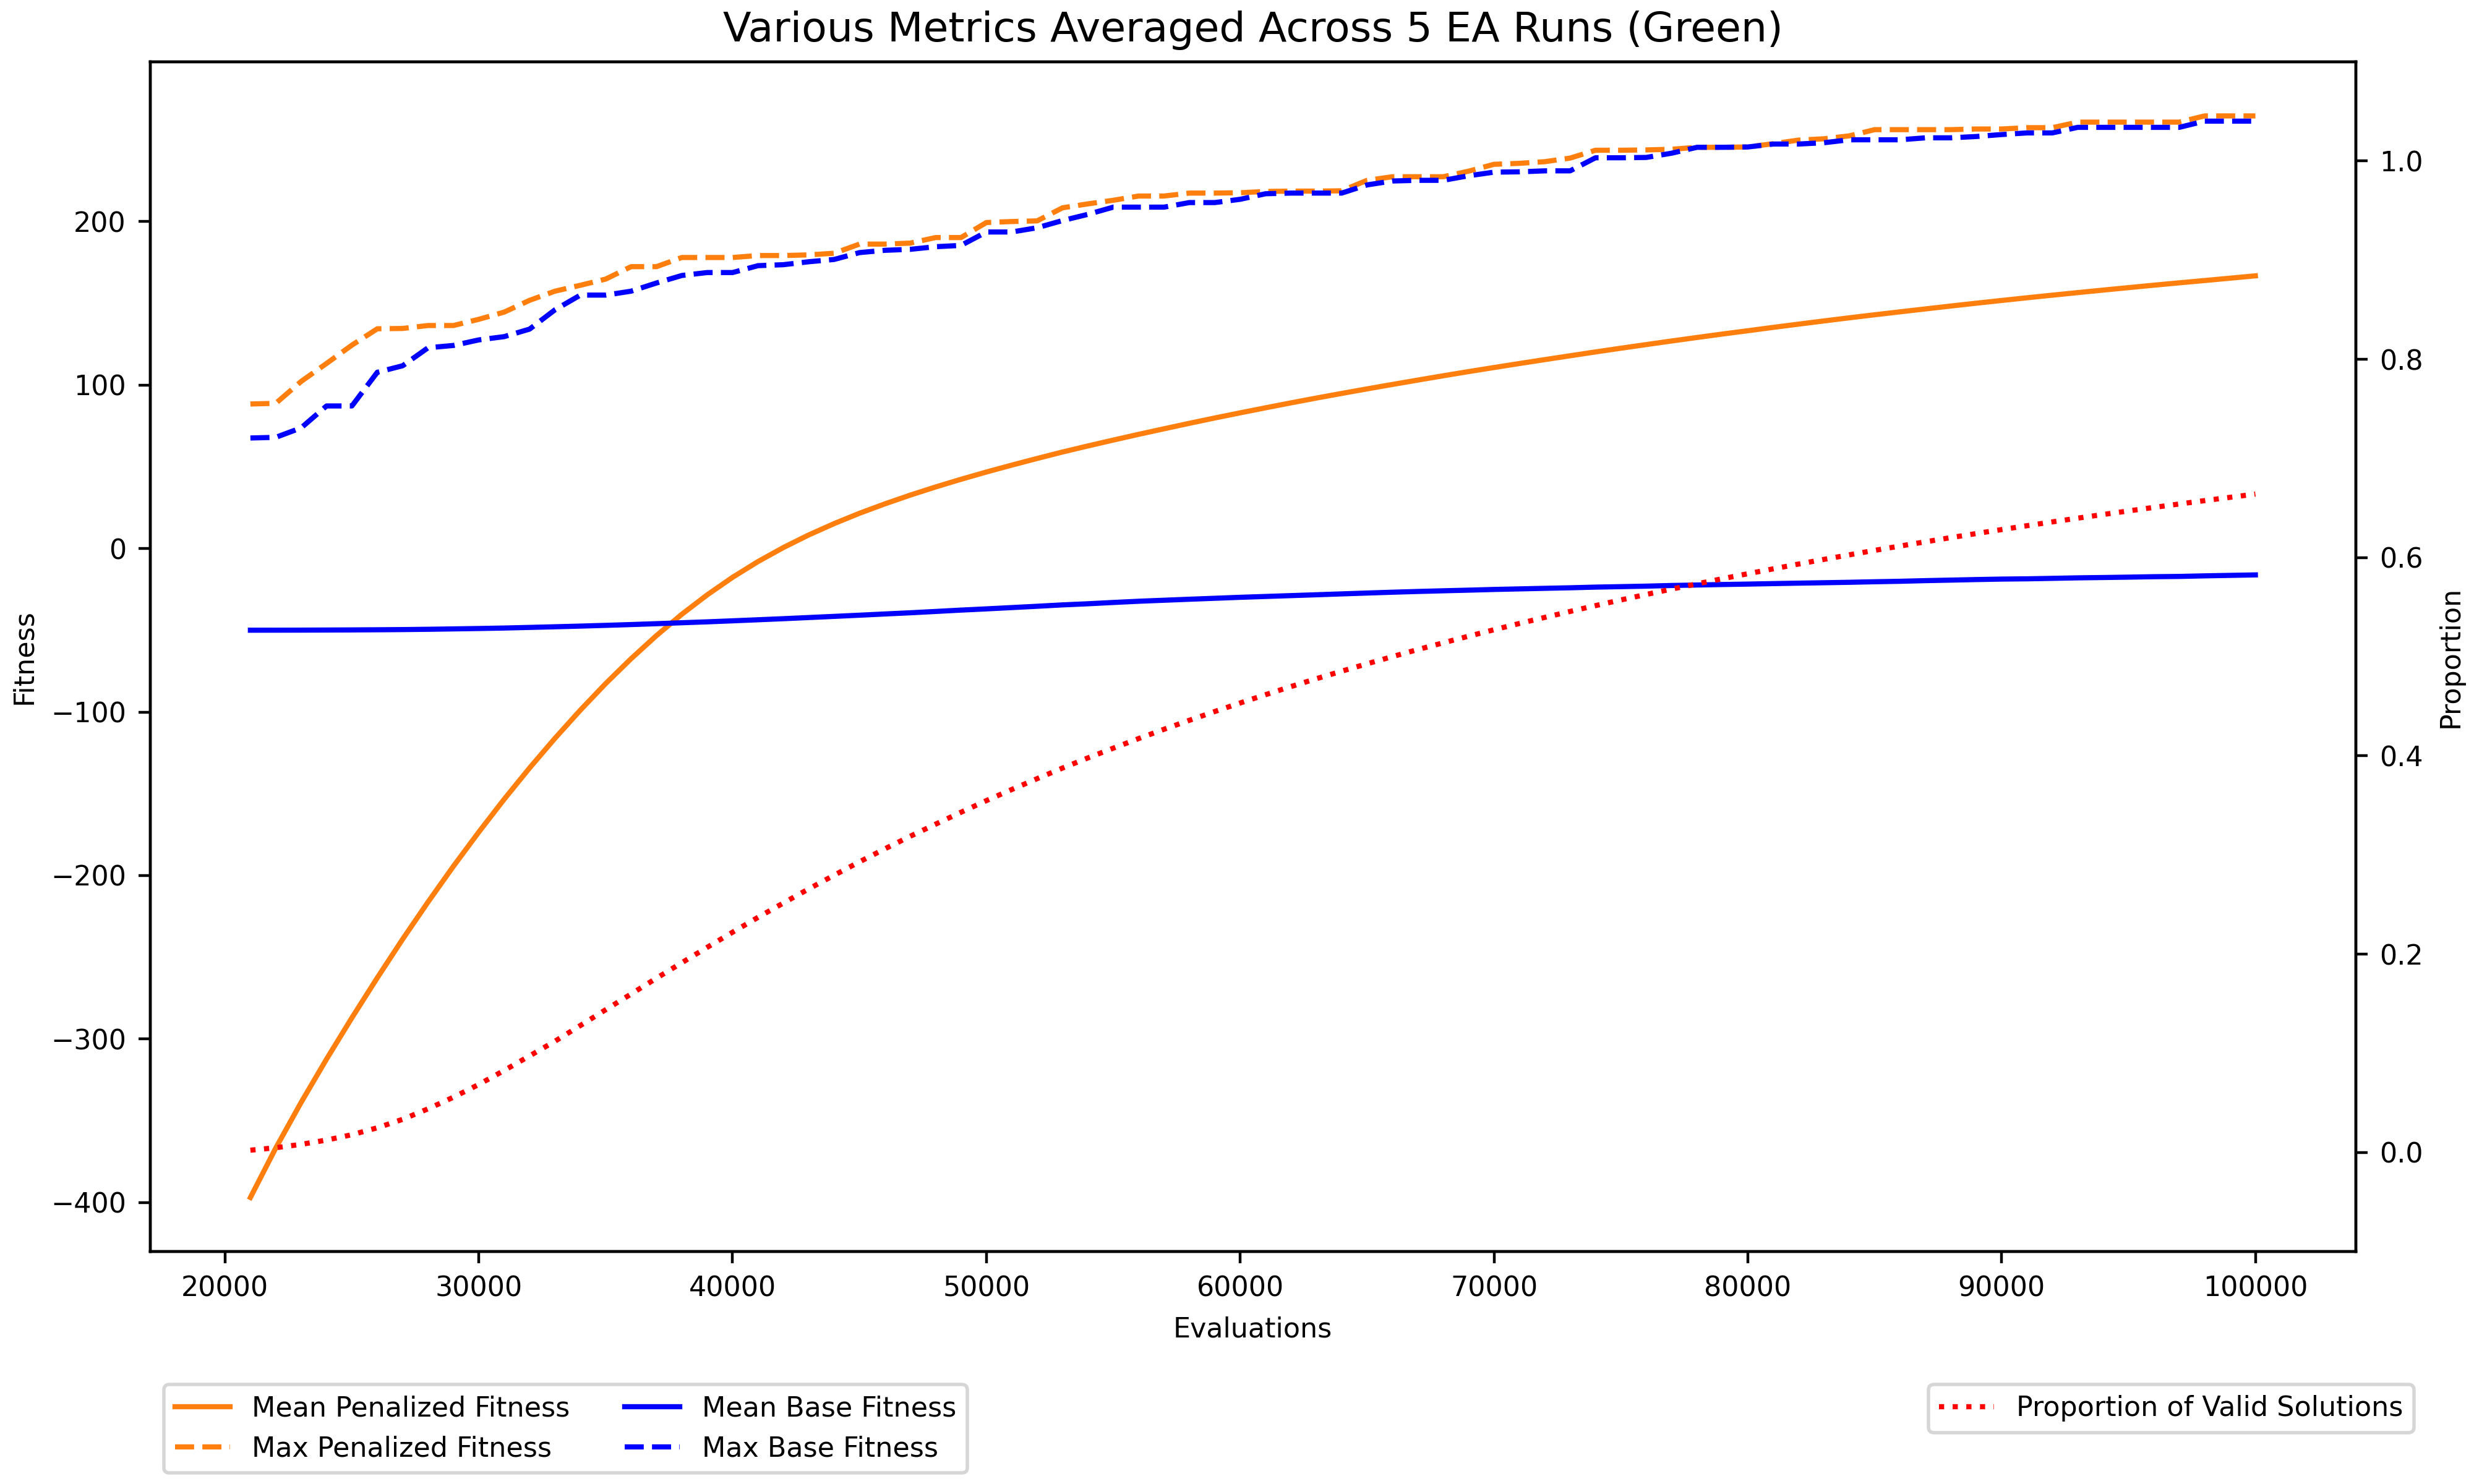 Various Metrics Averaged Across 5 EA Runs (Green)
200
100
0
−100
−200
−300
−400
Fitness
1.0
0.8
0.6
0.4
0.2
0.0
Proportion
20000 30000 40000 50000 60000 70000 80000 90000 100000
Evaluations
Mean Penalized Fitness Mean Base Fitness
Max Penalized Fitness Max Base Fitness
Proportion of Valid Solutions